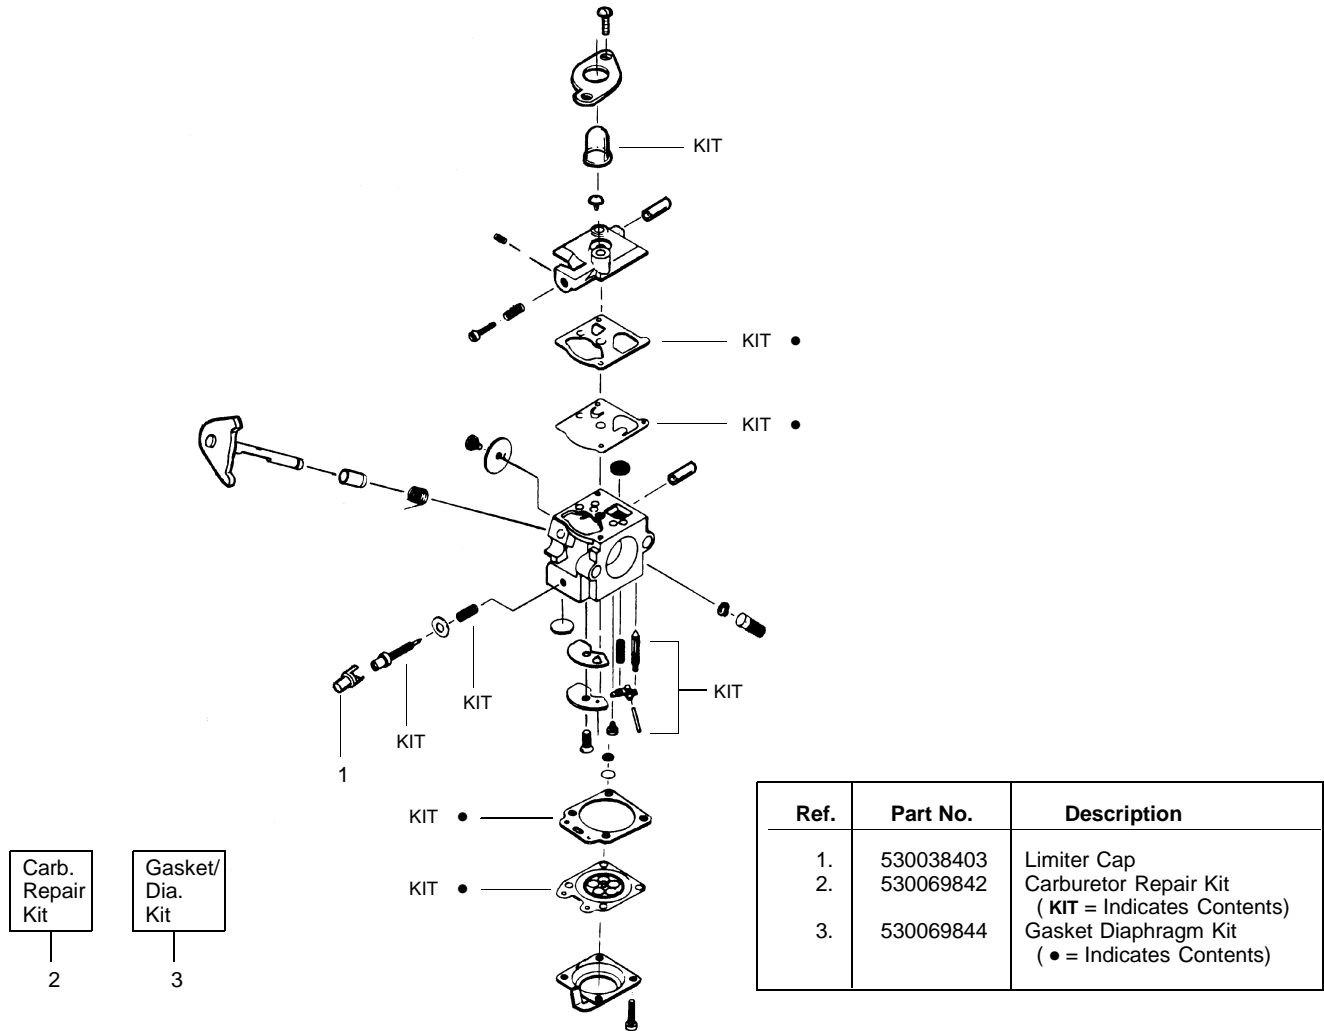 KIT
KIT ●
KIT ●
KIT
KIT
KIT
1
KIT ●
KIT ●
Carb.
Repair
Kit
2
Gasket/
Dia.
Kit
3
Ref. Part No. Description
1. 530038403 Limiter Cap
2. 530069842 Carburetor Repair Kit
( KIT = Indicates Contents)
3. 530069844 Gasket Diaphragm Kit
( ● = Indicates Contents)